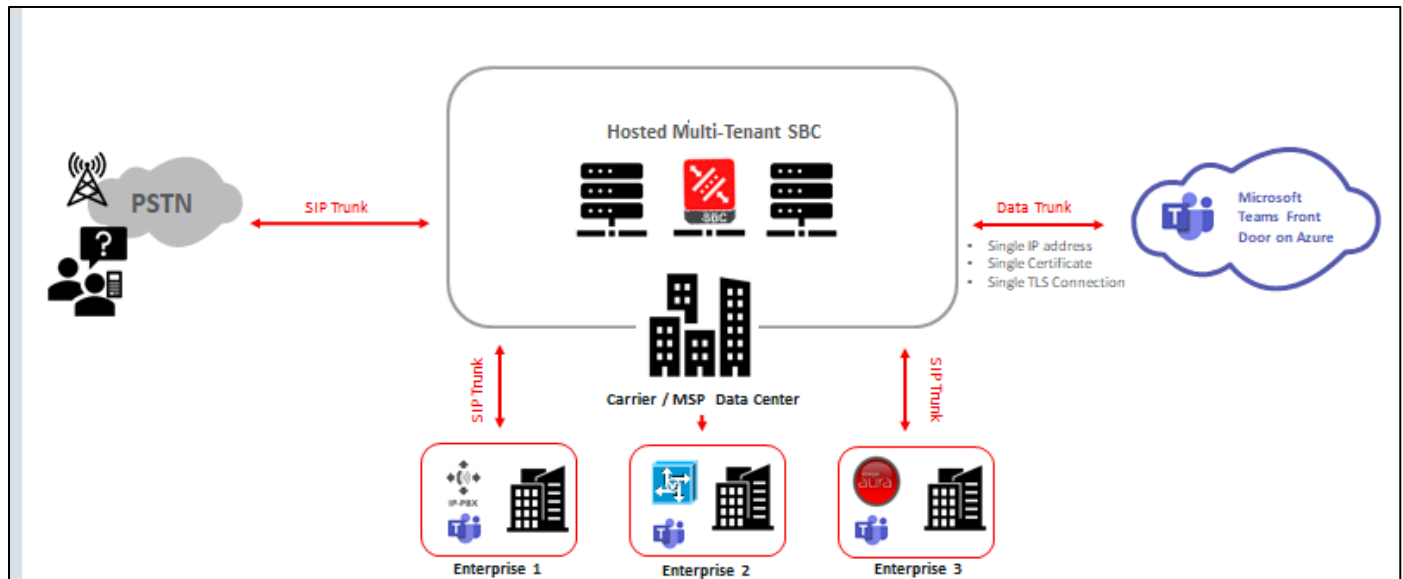 Hosted Multi-Tenant SBC
SBC
PSTN
?
SIP Trunk
Data Trunk
Single IP address
Single Certificate
Single TLS Connection
Microsoft
Teams Front
Door on Azure
T
SIP Trunk
SIP Trunk
Carrier / MSP Data Center
IP-PBX
T
V
T
aura
T
Enterprise 1
Enterprise 2
Enterprise 3